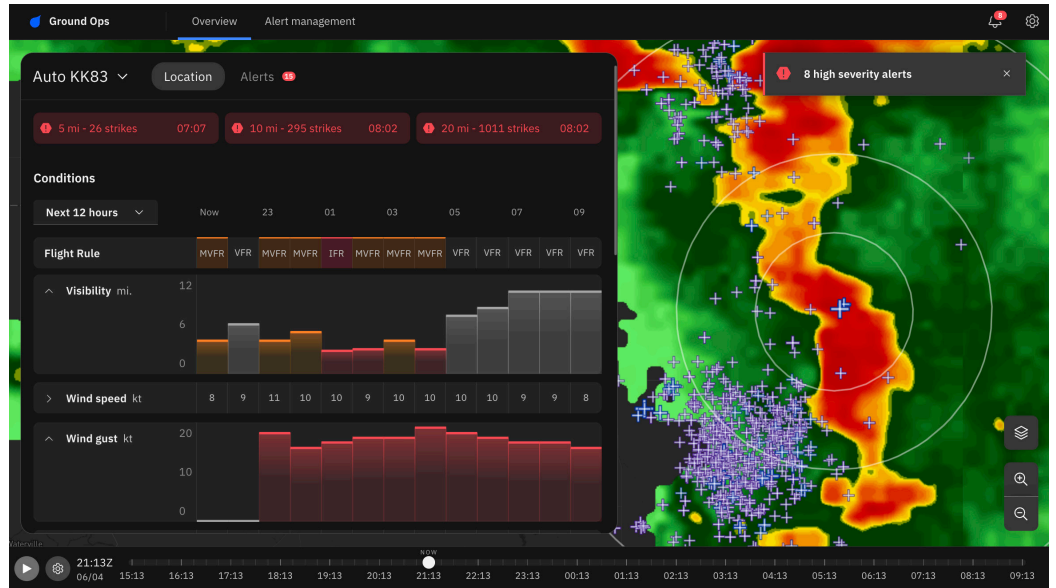 Ground Ops Overview Alert management 8
Auto KK83 Location Alerts 15
8 high severity alerts
5 mi - 26 strikes 07:07 10 mi - 295 strikes 08:02 20 mi - 1011 strikes 08:02
Conditions
Next 12 hours Now 23 01 03 05 07 09
Flight Rule MVFR VFR MVFR MVFR IFR MVFR MVFR MVFR VFR VFR VFR VFR VFR
Visibility mi. 12
6
0
Wind speed kt 8 9 11 10 10 9 10 10 10 10 9 9 8
Wind gust kt 20
10
0
Waterville
NOW
21:13Z
06/04 15:13 16:13 17:13 18:13 19:13 20:13 21:13 22:13 23:13 00:13 01:13 02:13 03:13 04:13 05:13 06:13 07:13 08:13 09:13